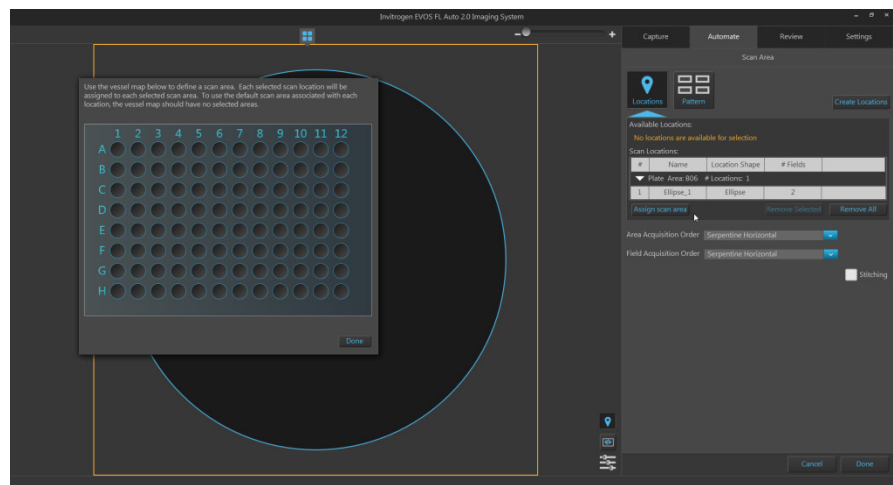 Invitrogen EVOS FL Auto 2.0 Imaging System
Capture
Automate
Review
Settings
Scan Area
Locations
Pattern
Create Locations
Available Locations:
No locations are available for selection
Scan Locations:
# Name Location Shape # Fields
Plate Area: 806 # Locations: 1
1 Ellipse_1 Ellipse 2
Assign scan area
Remove Selected
Remove All
Area Acquisition Order Serpentine Horizontal
Field Acquisition Order Serpentine Horizontal
Stitching
Cancel
Done
Use the vessel map below to define a scan area. Each selected scan location will be
assigned to each selected scan area. To use the default scan area associated with each
location, the vessel map should have no selected areas.
1 2 3 4 5 6 7 8 9 10 11 12
A
B
C
D
E
F
G
H
Done